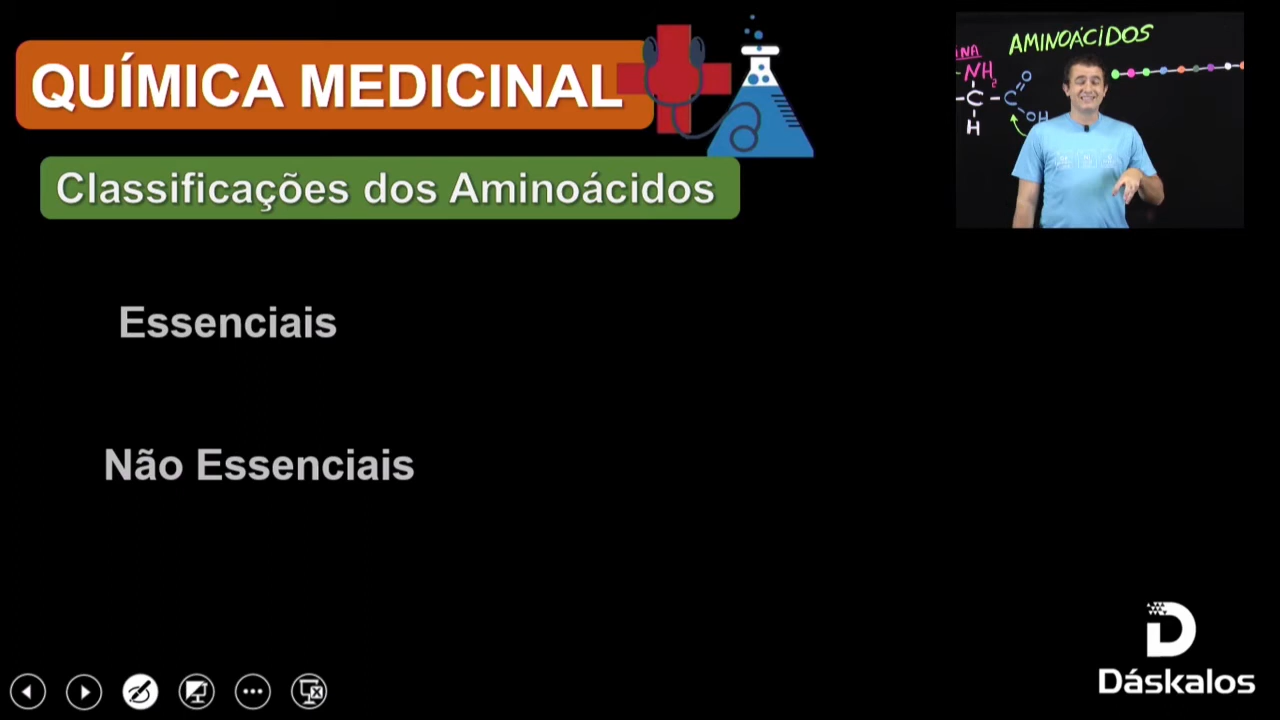 QUÍMICA MEDICINAL
AMINOÁCIDOS
NH2
C
C
O
OH
H
Classificações dos Aminoácidos
Essenciais
Não Essenciais
Dáskalos